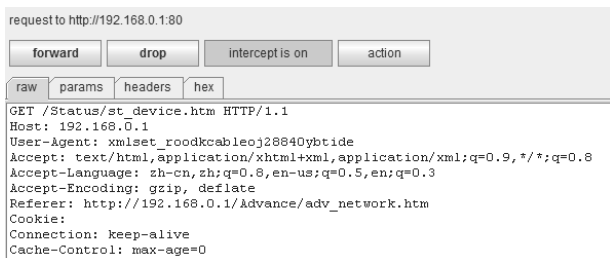 request to http://192.168.0.1:80
forward drop intercept is on action
raw params headers hex
GET /Status/st_device.htm HTTP/1.1
Host: 192.168.0.1
User-Agent: xmlset_roodkcableoj28840ybtide
Accept: text/html,application/xhtml+xml,application/xml;q=0.9,*/*;q=0.8
Accept-Language: zh-cn,zh;q=0.8,en-us;q=0.5,en;q=0.3
Accept-Encoding: gzip, deflate
Referer: http://192.168.0.1/Advance/adv_network.htm
Cookie:
Connection: keep-alive
Cache-Control: max-age=0